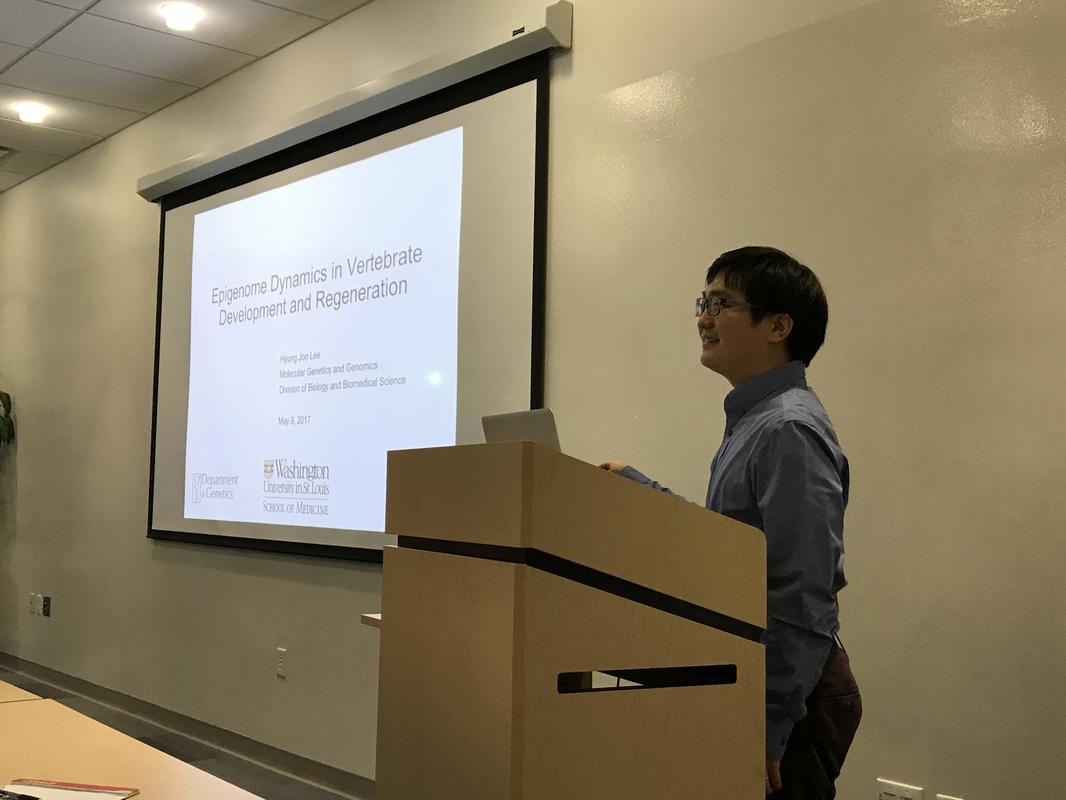 Epigenome Dynamics in Vertebrate
Development and Regeneration
Hyung Joo Lee
Molecular Genetics and Genomics
Division of Biology and Biomedical Science
May 9, 2017
Department
of Genetics
Washington
University in St. Louis
School of Medicine